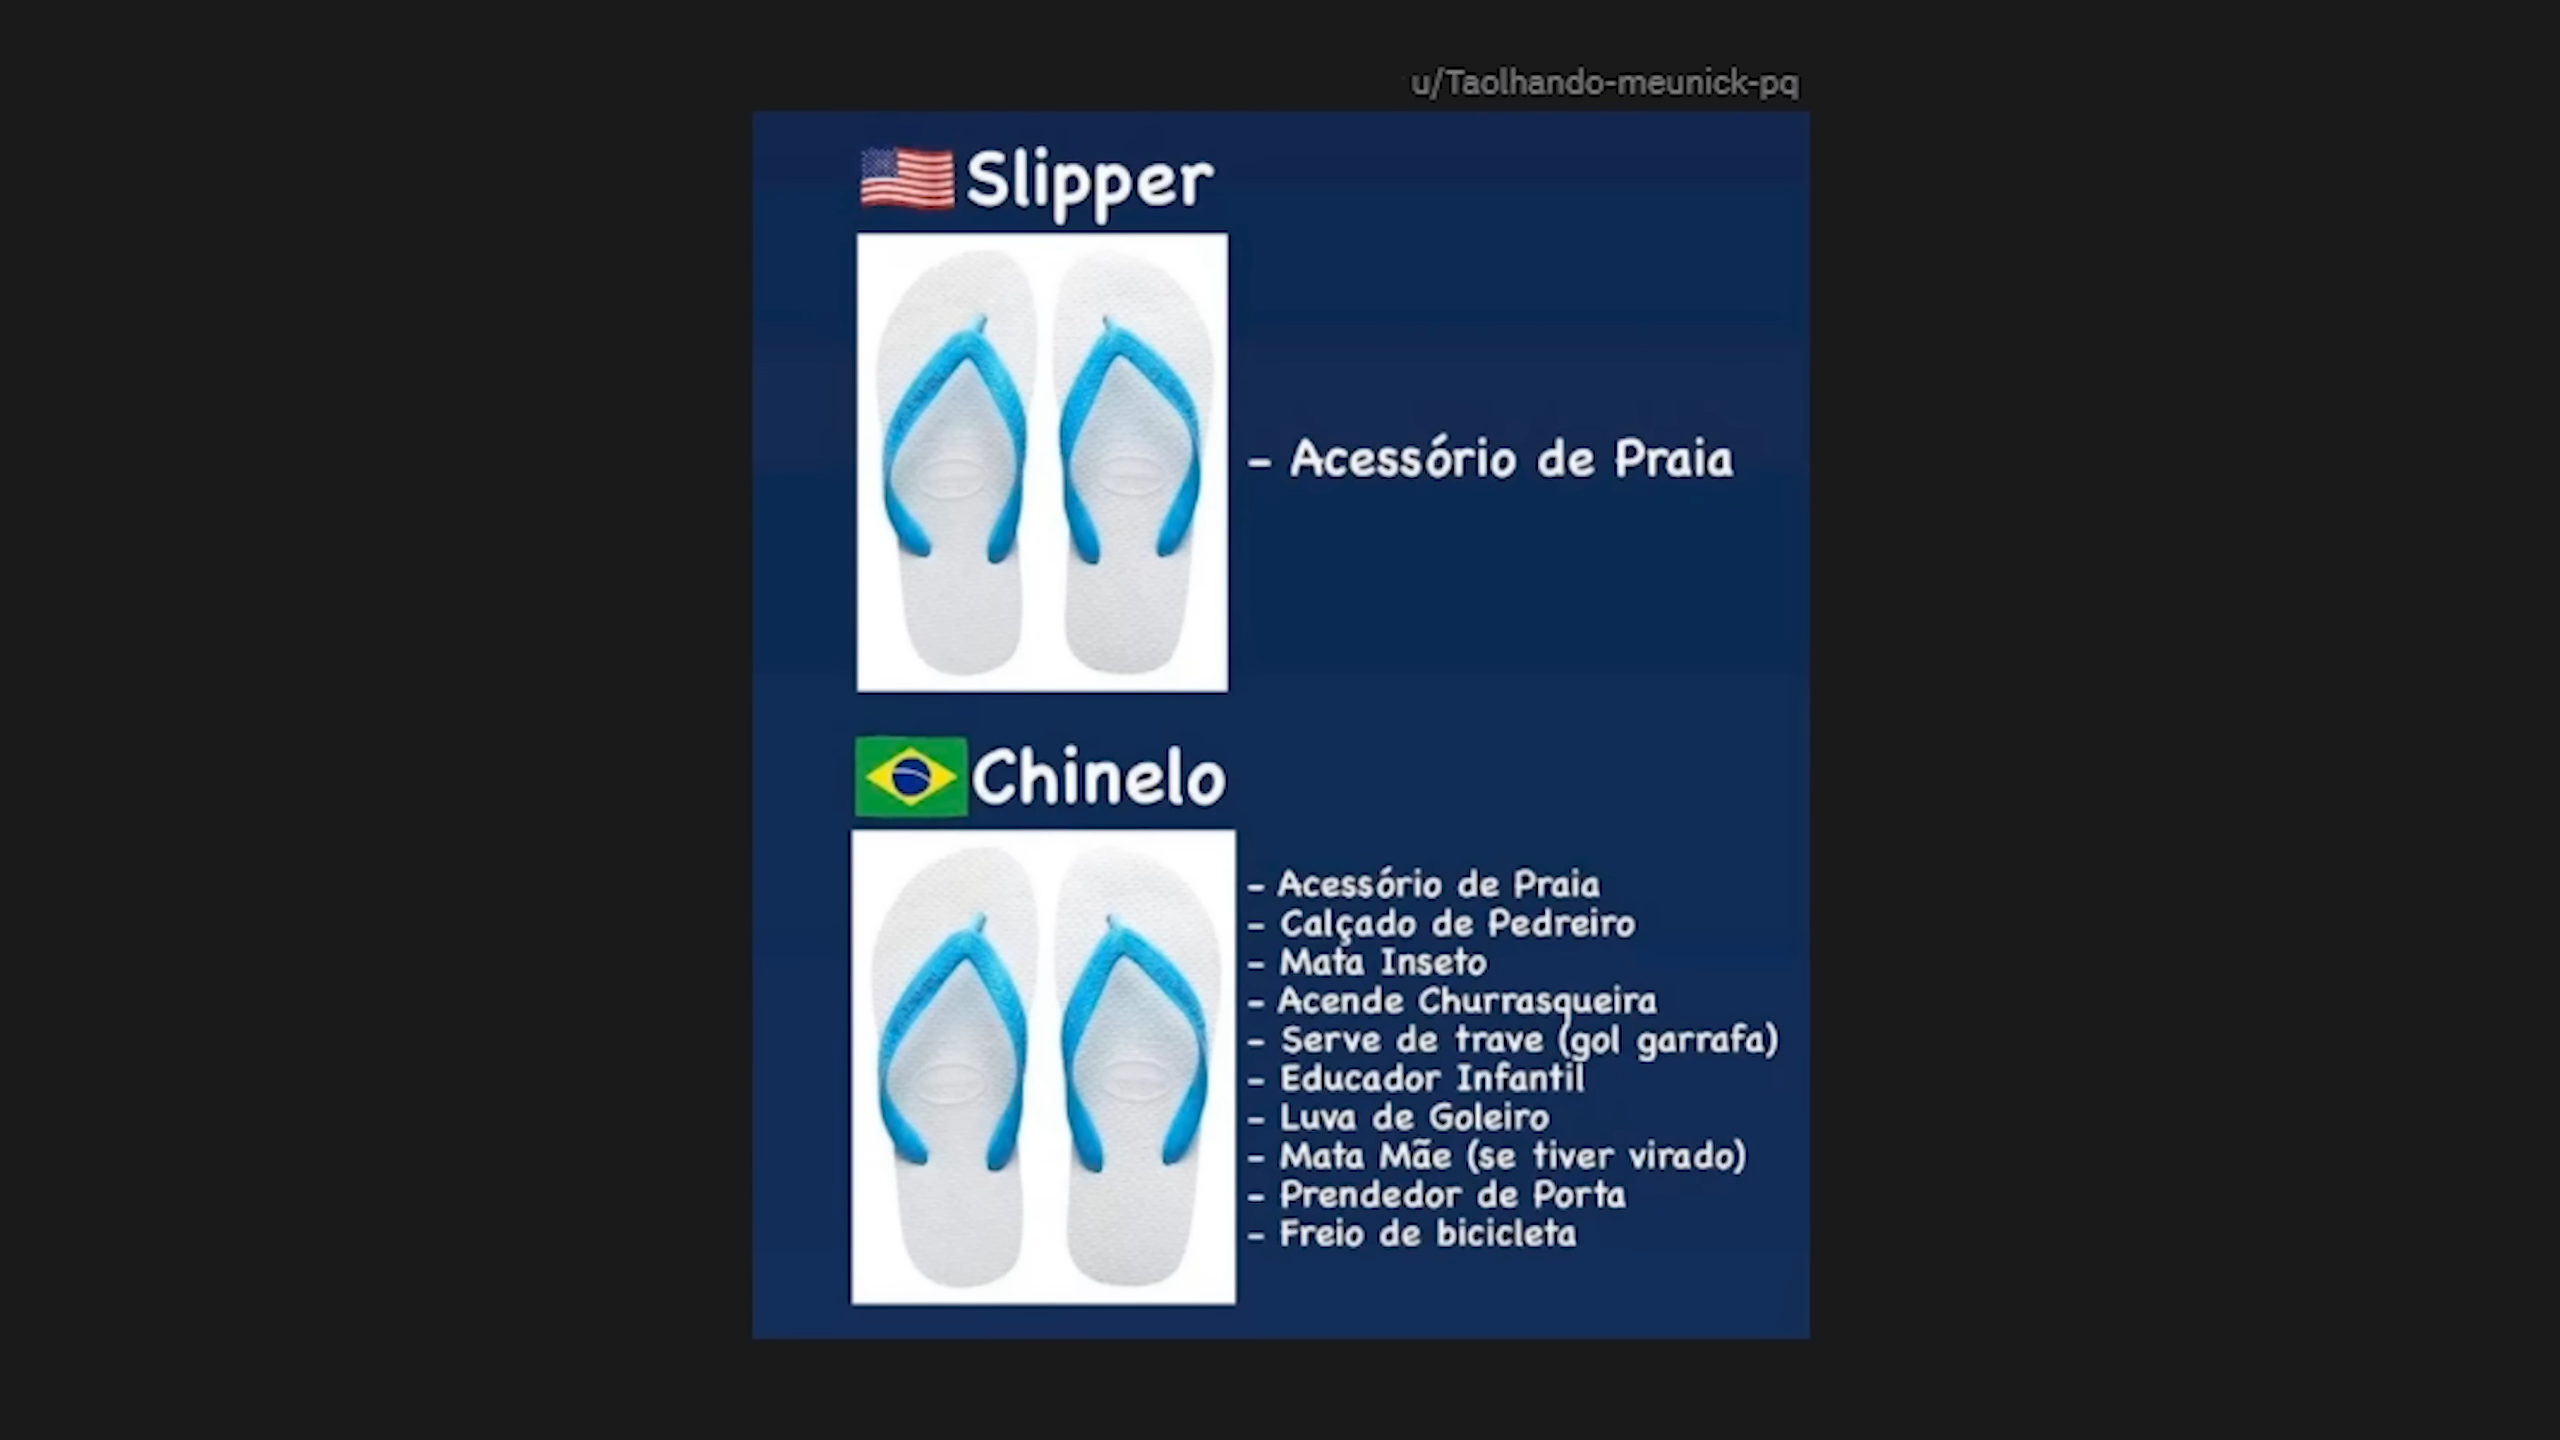 u/Taolhando-meunick-pq
Slipper
- Acessório de Praia
Chinelo
- Acessório de Praia
- Calçado de Pedreiro
- Mata Inseto
- Acende Churrasqueira
- Serve de trave (gol garrafa)
- Educador Infantil
- Luva de Goleiro
- Mata Mãe (se tiver virado)
- Prendedor de Porta
- Freio de bicicleta